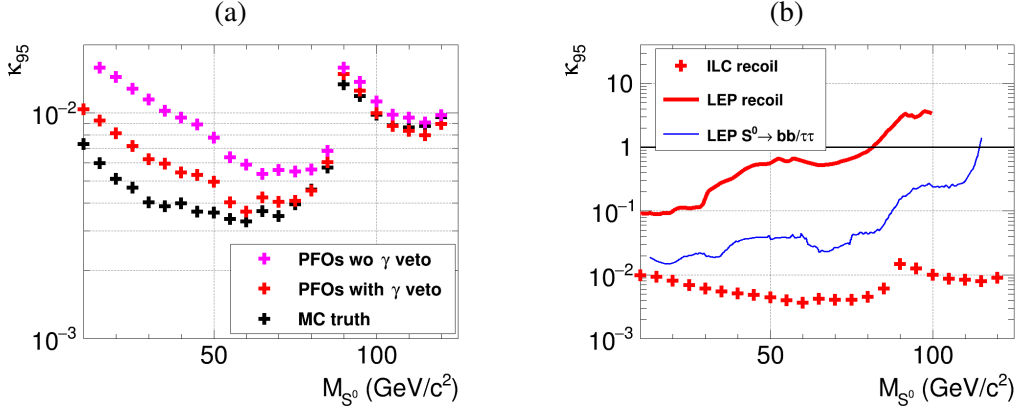 (a)
κ₉₅
10⁻²
10⁻³
PFOs wo γ veto
PFOs with γ veto
MC truth
50
100
M_S⁰ (GeV/c²)
(b)
κ₉₅
10
1
10⁻¹
10⁻²
10⁻³
ILC recoil
LEP recoil
LEP S⁰→ bb/ττ
50
100
M_S⁰ (GeV/c²)